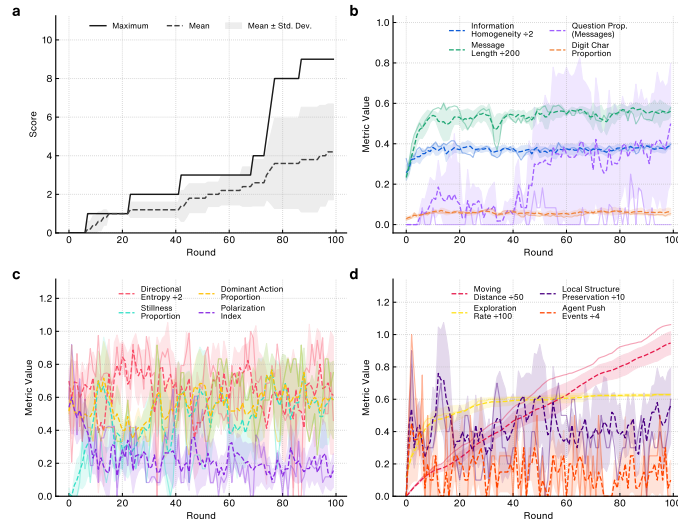 a
Maximum
Mean
Mean ± Std. Dev.
10
8
6
4
2
0
Score
0
20
40
60
80
100
Round
b
Information
Homogeneity ÷2
Message
Length ÷200
Question Prop.
(Messages)
Digit Char
Proportion
1.0
0.8
0.6
0.4
0.2
0.0
Metric Value
0
20
40
60
80
100
Round
c
Directional
Entropy ÷2
Stillness
Proportion
Dominant Action
Proportion
Polarization
Index
1.2
1.0
0.8
0.6
0.4
0.2
0.0
Metric Value
0
20
40
60
80
100
Round
d
Moving
Distance ÷50
Exploration
Rate ÷100
Local Structure
Preservation ÷10
Agent Push
Events ÷4
1.2
1.0
0.8
0.6
0.4
0.2
0.0
Metric Value
0
20
40
60
80
100
Round